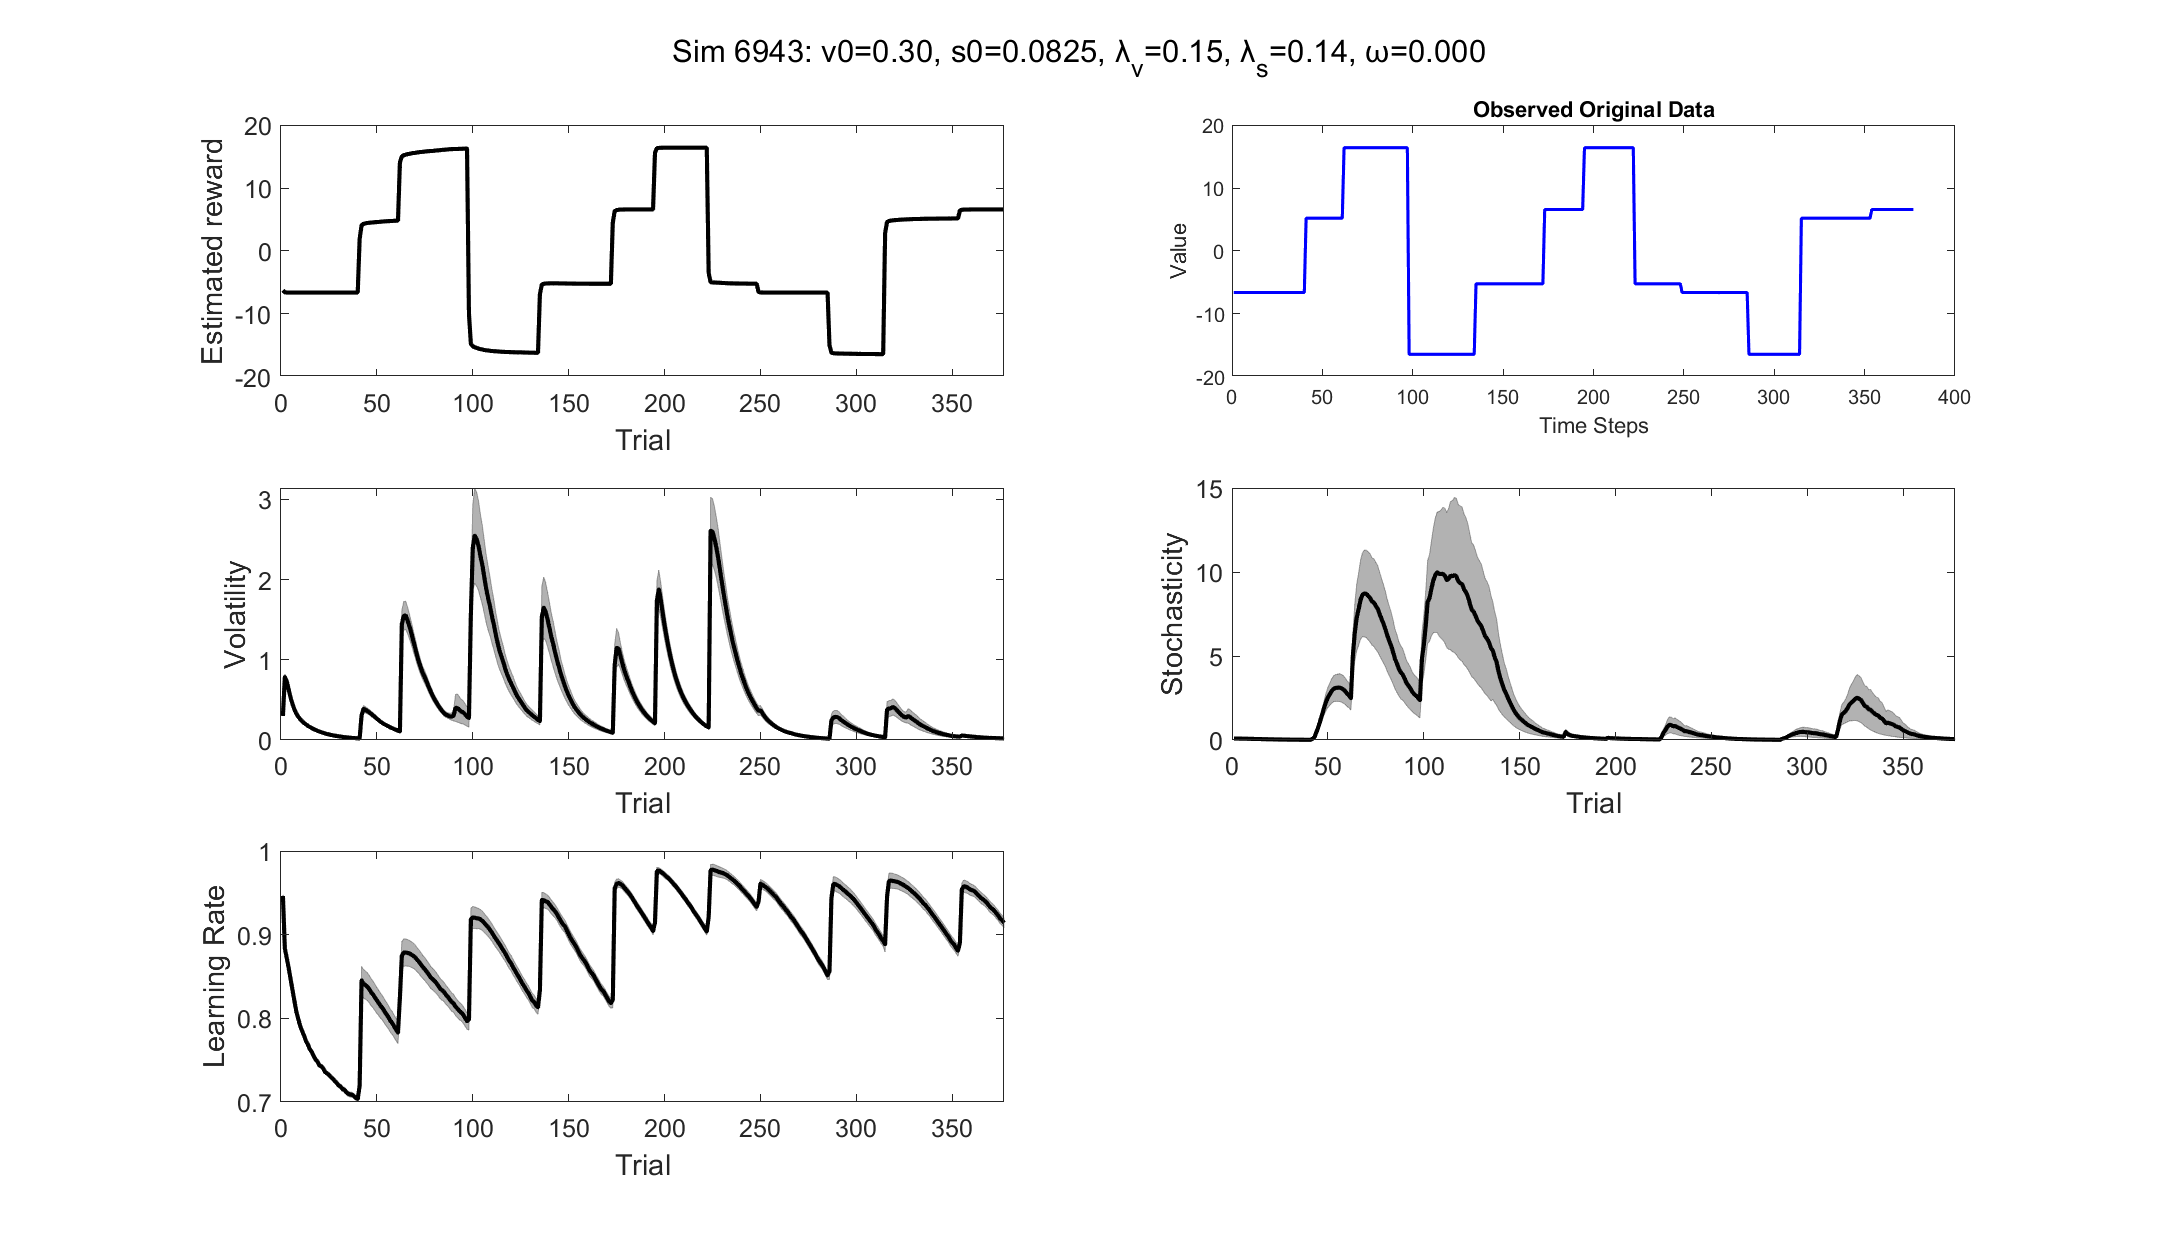 Sim 6943: v0=0.30, s0=0.0825, λ_v=0.15, λ_s=0.14, ω=0.000
20
10
0
-10
-20
Estimated reward
0 50 100 150 200 250 300 350
Trial
Observed Original Data
20
10
0
-10
-20
Value
0 50 100 150 200 250 300 350 400
Time Steps
3
2
1
0
Volatility
0 50 100 150 200 250 300 350
Trial
15
10
5
0
Stochasticity
0 50 100 150 200 250 300 350
Trial
1
0.9
0.8
0.7
Learning Rate
0 50 100 150 200 250 300 350
Trial